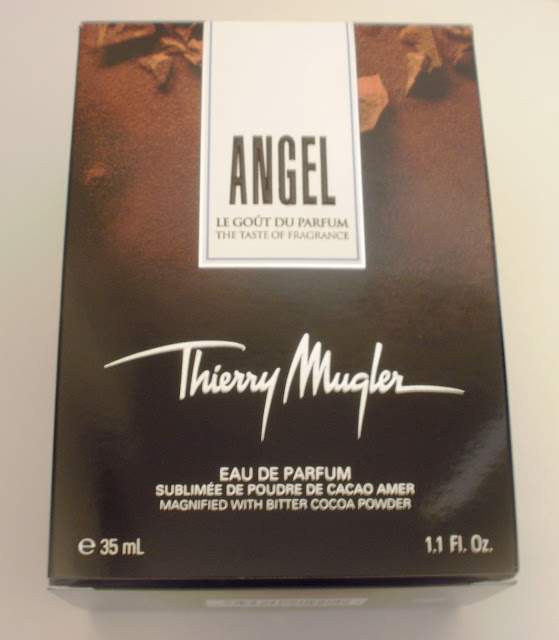 ANGEL
LE GOÛT DU PARFUM
THE TASTE OF FRAGRANCE
Thierry Mugler
EAU DE PARFUM
SUBLIMÉE DE POUDRE DE CACAO AMER
MAGNIFIED WITH BITTER COCOA POWDER
℮ 35 mL 1.1 Fl. Oz.